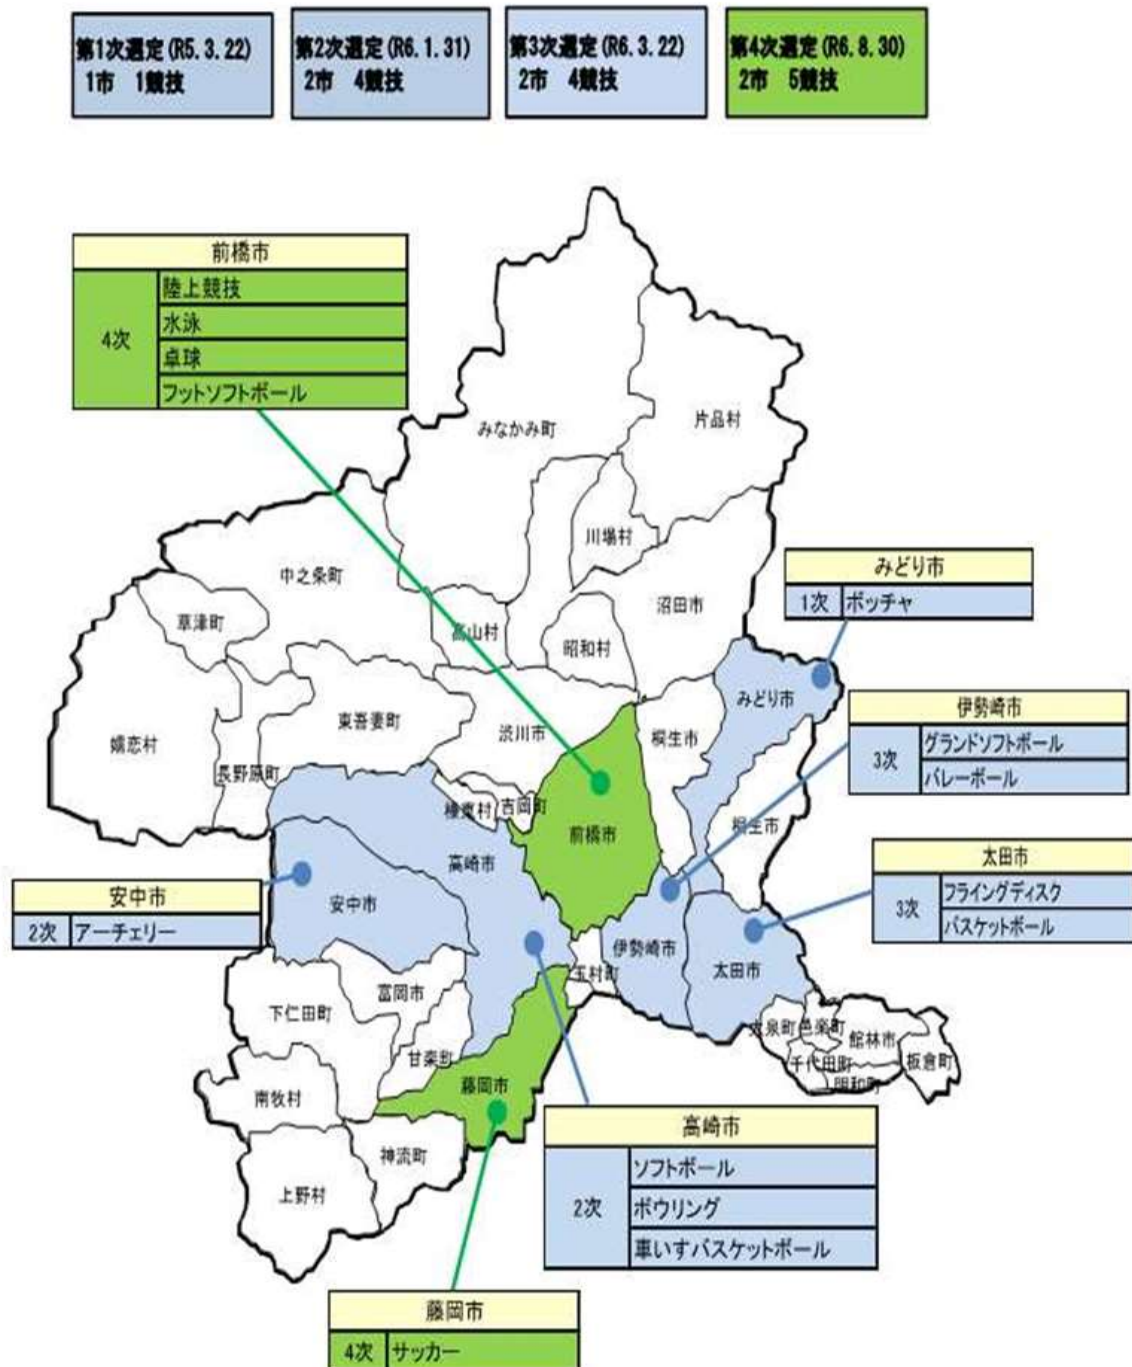 第1次選定(R5.3.22)
1市 1競技
第2次選定(R6.1.31)
2市 4競技
第3次選定(R6.3.22)
2市 4競技
第4次選定(R6.8.30)
2市 5競技
前橋市
4次
陸上競技
水泳
卓球
フットソフトボール
みなかみ町
片品村
川場村
中之条町
草津町
高山村
昭和村
沼田市
みどり市
1次 ボッチャ
みどり市
嬬恋村
長野原町
東吾妻町
渋川市
桐生市
伊勢崎市
3次
グランドソフトボール
バレーボール
榛東村
吉岡町
前橋市
桐生市
高崎市
太田市
3次
フライングディスク
バスケットボール
安中市
2次 アーチェリー
安中市
伊勢崎市
太田市
玉村町
富岡市
下仁田町
甘楽町
藤岡市
大泉町
邑楽町
館林市
千代田町
明和町
板倉町
南牧村
神流町
上野村
高崎市
2次
ソフトボール
ボウリング
車いすバスケットボール
藤岡市
4次 サッカー